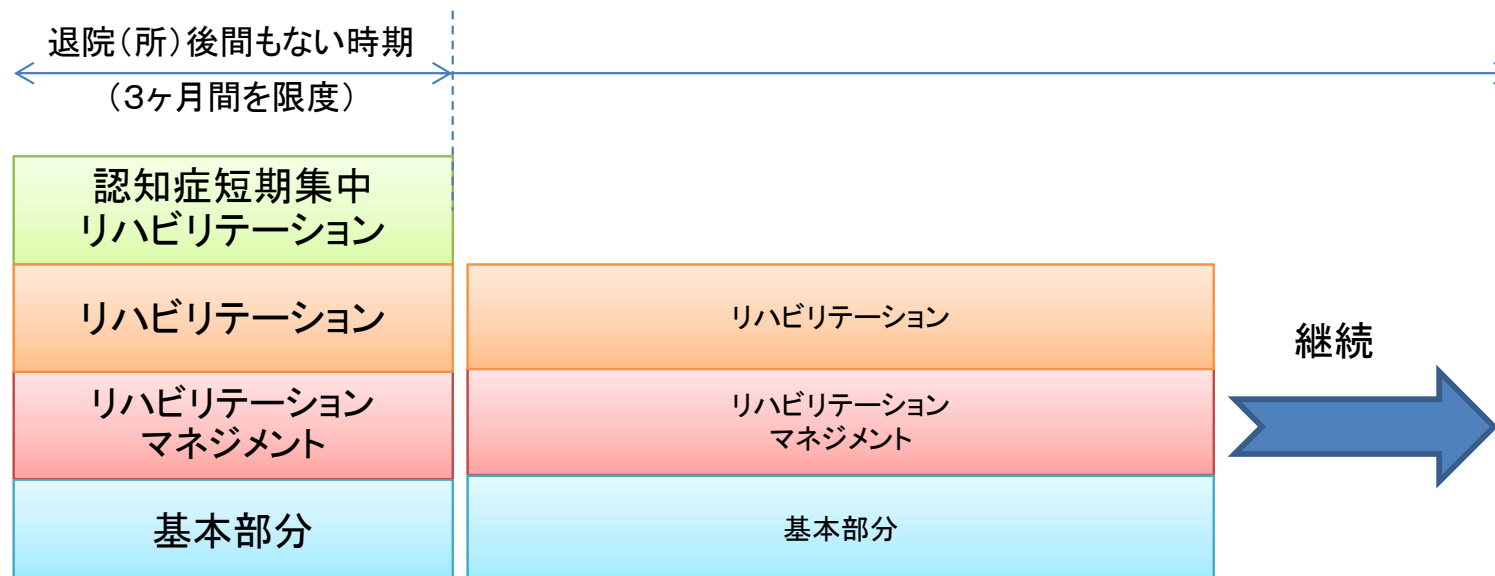 退院(所)後間もない時期
(3ヶ月間を限度)
認知症短期集中
リハビリテーション
リハビリテーション
リハビリテーション
マネジメント
基本部分
リハビリテーション
リハビリテーション
マネジメント
基本部分
継続